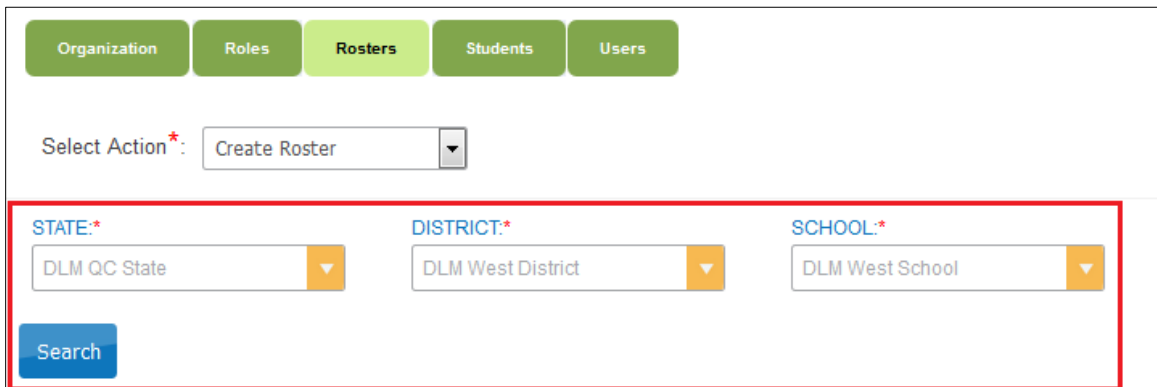 Organization Roles Rosters Students Users
Select Action*: Create Roster
STATE:* DISTRICT:* SCHOOL:*
DLM QC State DLM West District DLM West School
Search